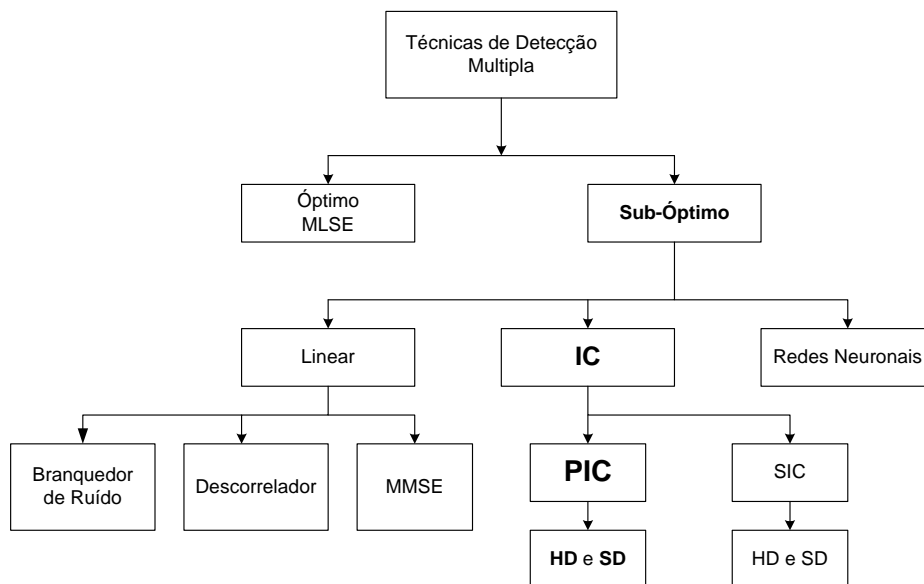 Técnicas de Detecção
Multipla
Óptimo
MLSE
Sub-Óptimo
Linear
IC
Redes Neuronais
Branquedor
de Ruído
Descorrelador
MMSE
PIC
SIC
HD e SD
HD e SD